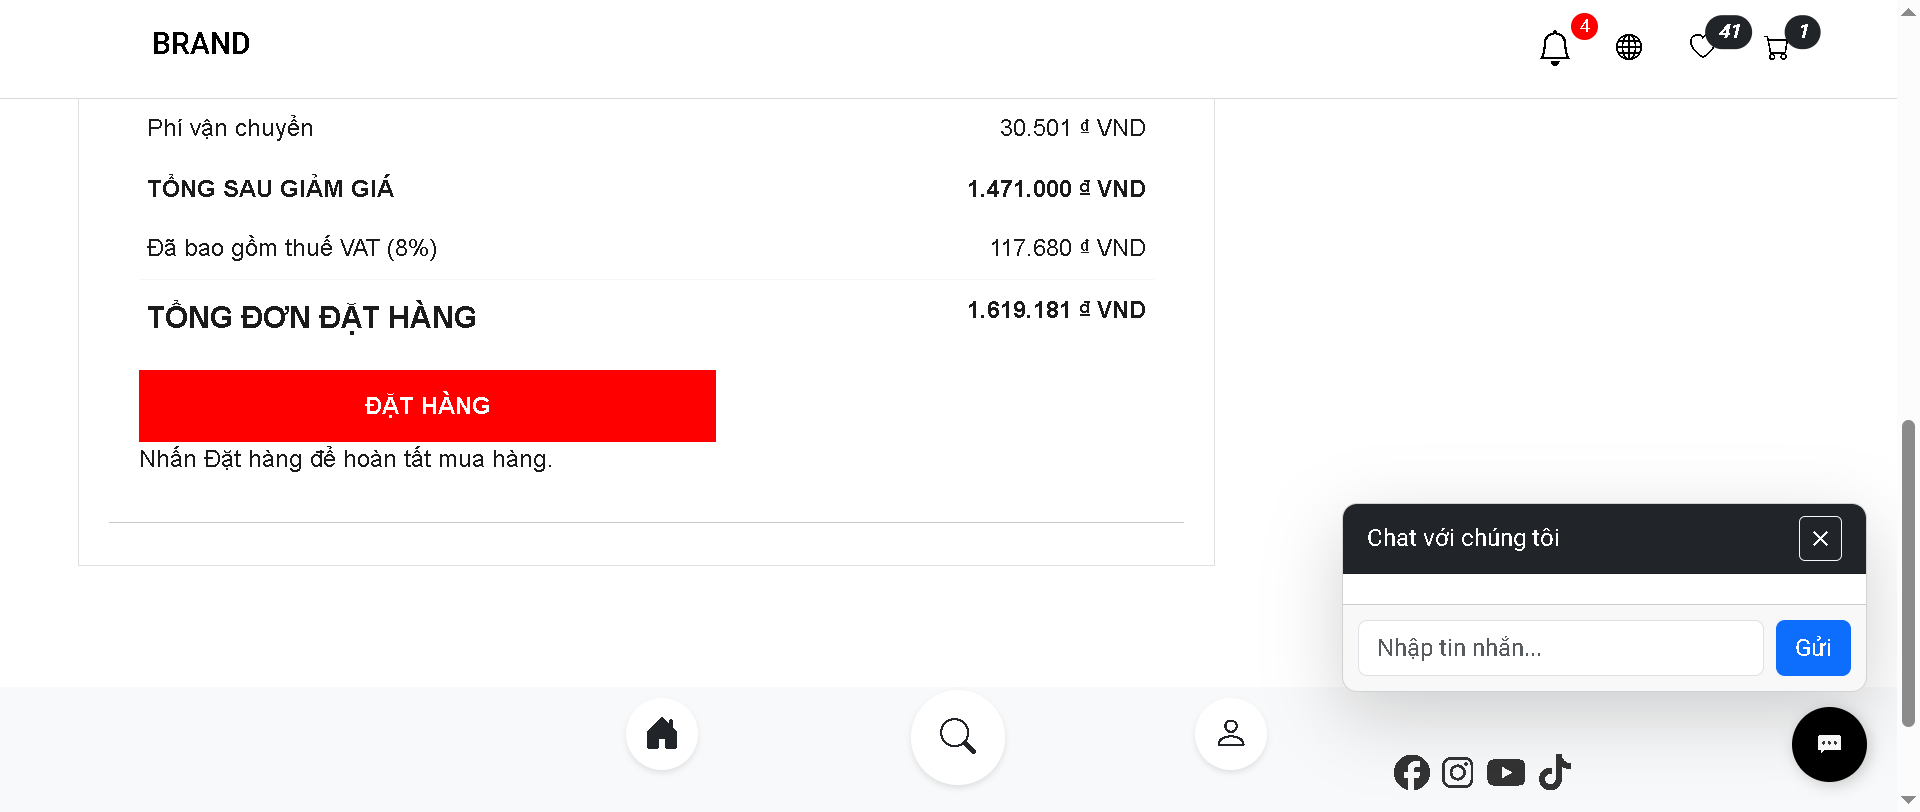 BRAND
4
41
1
Phí vận chuyển 30.501 ₫ VND
TỔNG SAU GIẢM GIÁ 1.471.000 ₫ VND
Đã bao gồm thuế VAT (8%) 117.680 ₫ VND
TỔNG ĐƠN ĐẶT HÀNG 1.619.181 ₫ VND
ĐẶT HÀNG
Nhấn Đặt hàng để hoàn tất mua hàng.
Chat với chúng tôi
Nhập tin nhắn...
Gửi